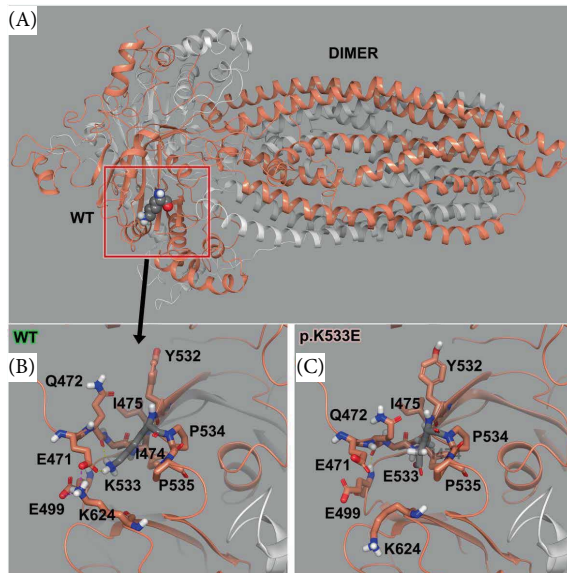 (A)
DIMER
WT
WT
(B)
Y532
Q472
I475
P534
I474
E471
K533
P535
E499
K624
p.K533E
(C)
Y532
I475
Q472
P534
E471
E533
P535
E499
K624